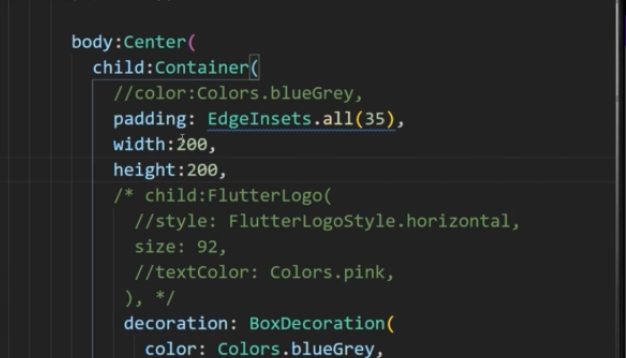 body:Center(
child:Container(
//color:Colors.blueGrey,
padding: EdgeInsets.all(35),
width:200,
height:200,
/* child:FlutterLogo(
//style: FlutterLogoStyle.horizontal,
size: 92,
//textColor: Colors.pink,
), */
decoration: BoxDecoration(
color: Colors.blueGrey,